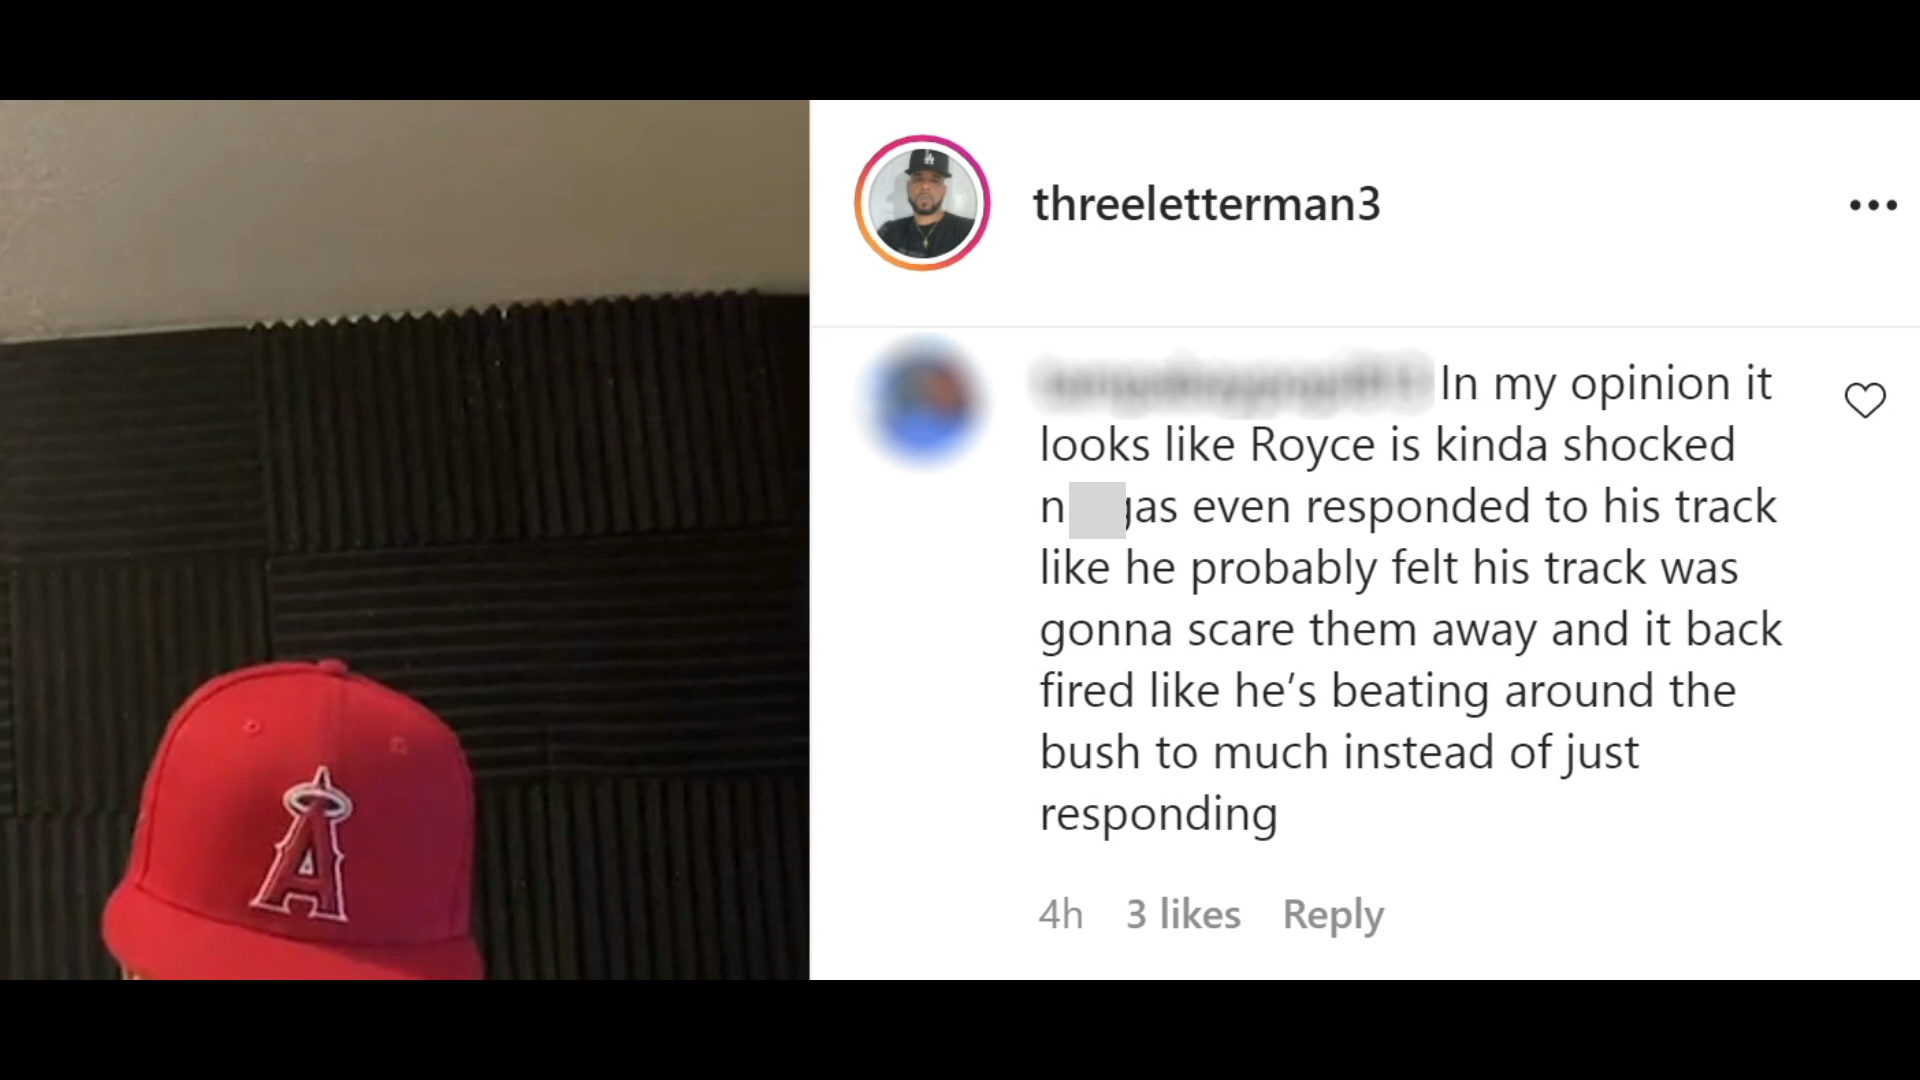 threeletterman3
In my opinion it
looks like Royce is kinda shocked
n gas even responded to his track
like he probably felt his track was
gonna scare them away and it back
fired like he’s beating around the
bush to much instead of just
responding
4h 3 likes Reply
A